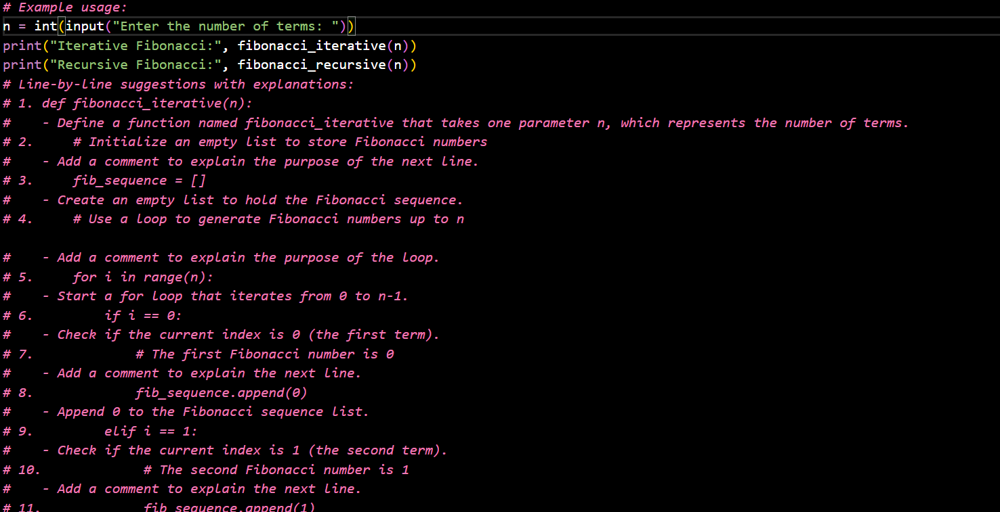 # Example usage:
n = int(input("Enter the number of terms: "))
print("Iterative Fibonacci:", fibonacci_iterative(n))
print("Recursive Fibonacci:", fibonacci_recursive(n))
# Line-by-line suggestions with explanations:
# 1. def fibonacci_iterative(n):
#    - Define a function named fibonacci_iterative that takes one parameter n, which represents the number of terms.
# 2.     # Initialize an empty list to store Fibonacci numbers
#    - Add a comment to explain the purpose of the next line.
# 3.     fib_sequence = []
#    - Create an empty list to hold the Fibonacci sequence.
# 4.     # Use a loop to generate Fibonacci numbers up to n
#    - Add a comment to explain the purpose of the loop.
# 5.     for i in range(n):
#    - Start a for loop that iterates from 0 to n-1.
# 6.         if i == 0:
#    - Check if the current index is 0 (the first term).
# 7.             # The first Fibonacci number is 0
#    - Add a comment to explain the next line.
# 8.             fib_sequence.append(0)
#    - Append 0 to the Fibonacci sequence list.
# 9.         elif i == 1:
#    - Check if the current index is 1 (the second term).
# 10.             # The second Fibonacci number is 1
#    - Add a comment to explain the next line.
# 11.             fib_sequence.append(1)